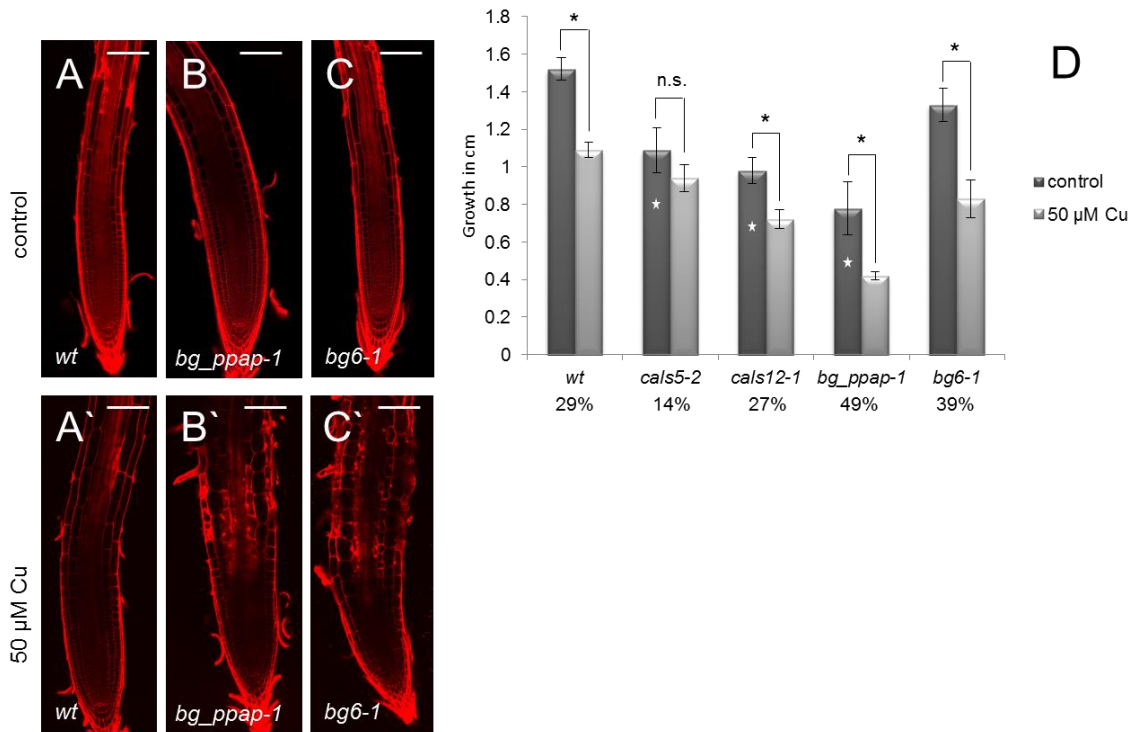 control
A
B
C
wt
bg_ppap-1
bg6-1
50 µM Cu
A`
B`
C`
wt
bg_ppap-1
bg6-1
D
Growth in cm
1.8
1.6
1.4
1.2
1
0.8
0.6
0.4
0.2
0
*
n.s.
*
*
*
control
50 µM Cu
wt cals5-2 cals12-1 bg_ppap-1 bg6-1
29% 14% 27% 49% 39%